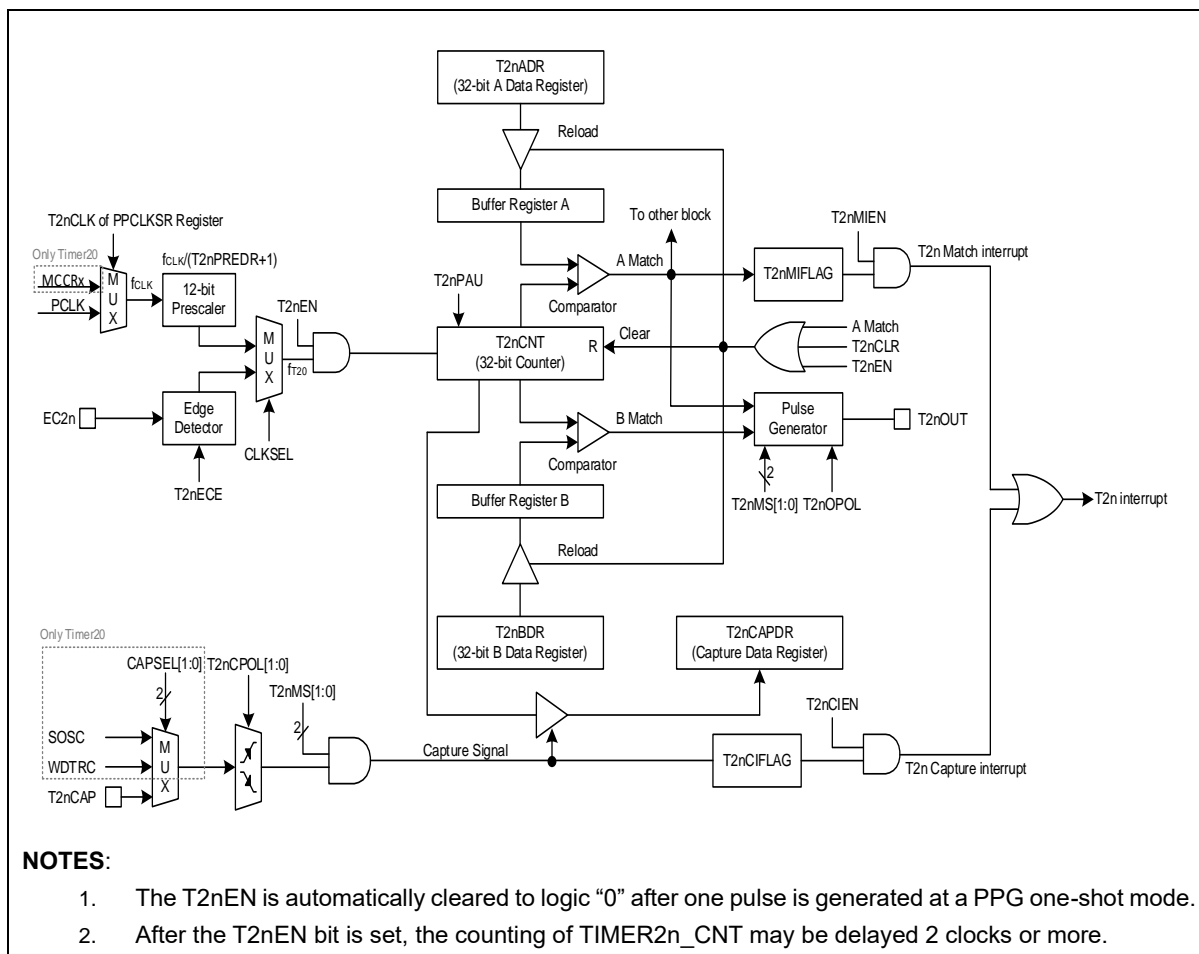 T2nADR
(32-bit A Data Register)
Reload
Buffer Register A
T2nCLK of PPCLKSR Register
To other block
T2nMIEN
Only Timer20
MCCRx
PCLK
M
U
X
fCLK
fCLK/(T2nPREDR+1)
12-bit
Prescaler
T2nEN
M
U
X
fT20
CLKSEL
EC2n
Edge
Detector
T2nECE
T2nPAU
T2nCNT
(32-bit Counter)
R
Clear
Comparator
A Match
T2nMIFLAG
T2n Match interrupt
A Match
T2nCLR
T2nEN
B Match
Comparator
Pulse
Generator
T2nOUT
2
T2nMS[1:0]
T2nOPOL
T2n interrupt
Buffer Register B
Reload
T2nBDR
(32-bit B Data Register)
T2nCAPDR
(Capture Data Register)
Only Timer20
CAPSEL[1:0]
T2nCPOL[1:0]
2
T2nMS[1:0]
2
SOSC
WDTRC
T2nCAP
M
U
X
Capture Signal
T2nCIEN
T2nCIFLAG
T2n Capture interrupt
NOTES:
1. The T2nEN is automatically cleared to logic “0” after one pulse is generated at a PPG one-shot mode.
2. After the T2nEN bit is set, the counting of TIMER2n_CNT may be delayed 2 clocks or more.